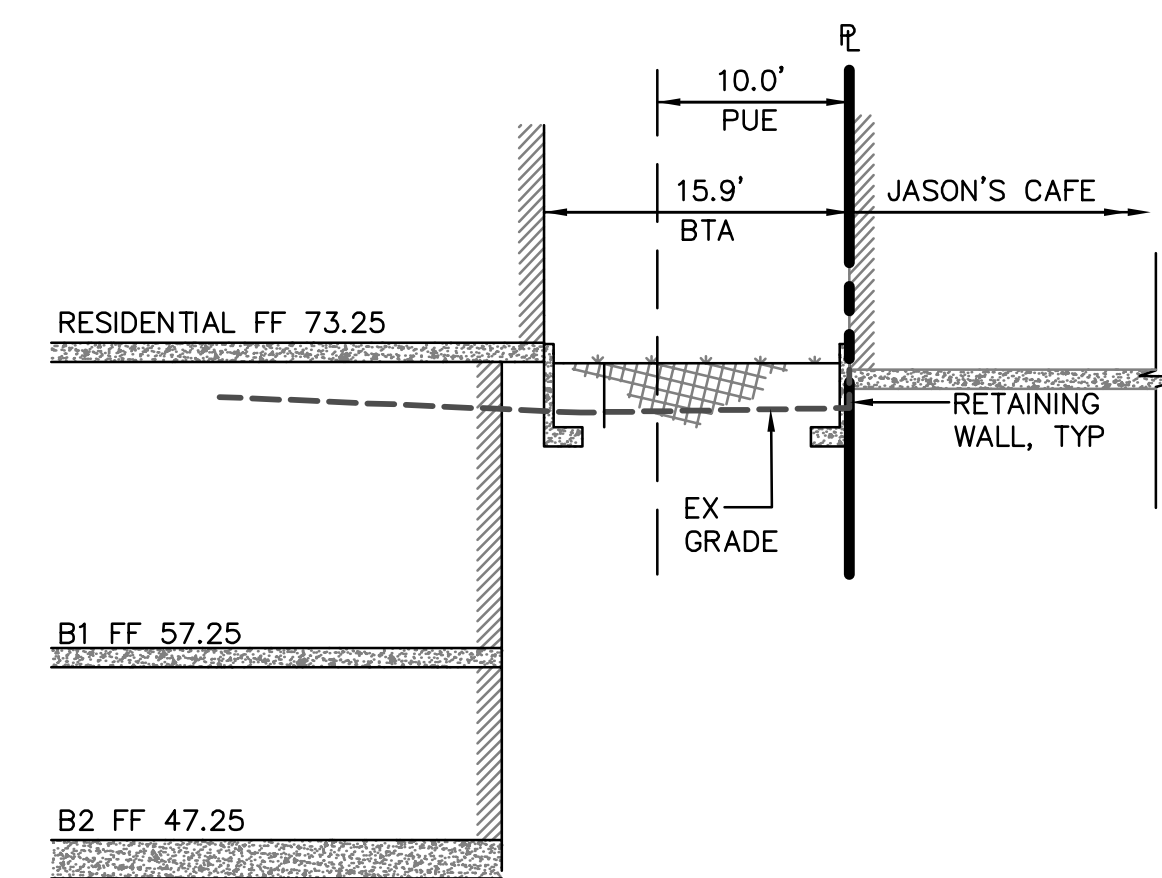 PL
10.0'
PUE
15.9'
BTA
JASON'S CAFE
RESIDENTIAL FF 73.25
RETAINING
WALL, TYP
EX
GRADE
B1 FF 57.25
B2 FF 47.25